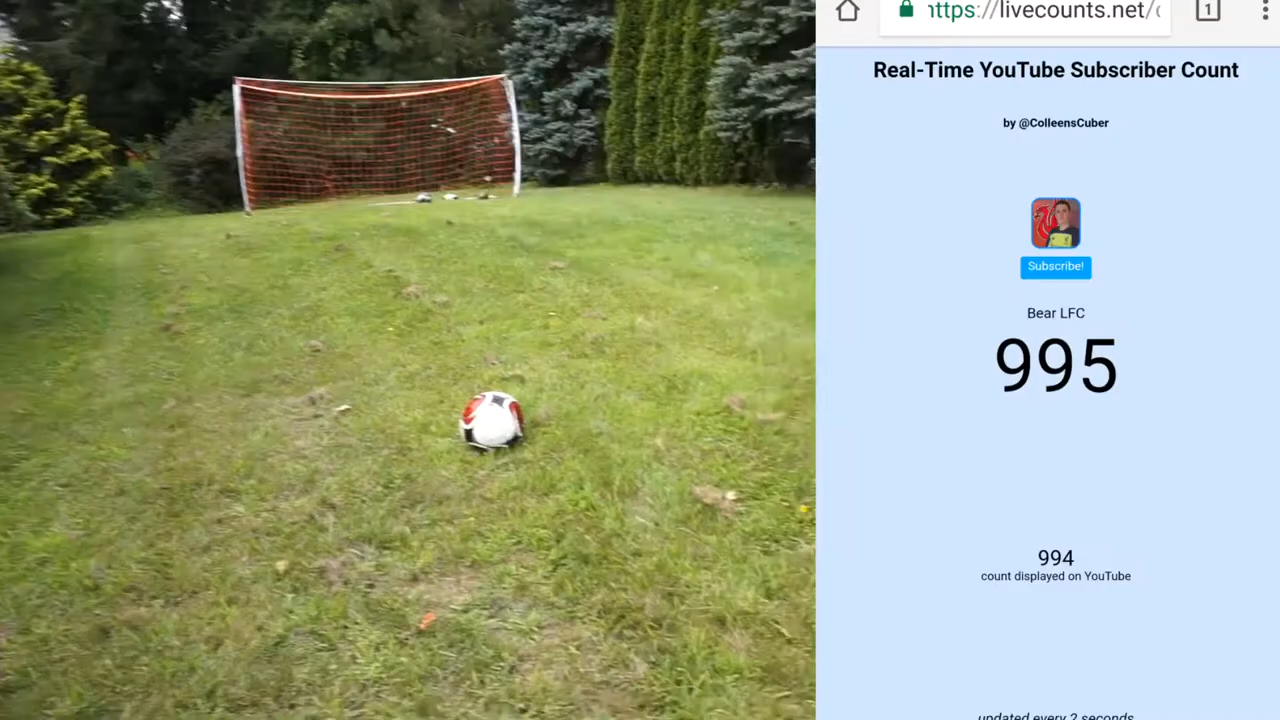 https://livecounts.net/
1
Real-Time YouTube Subscriber Count
by @ColleensCuber
Subscribe!
Bear LFC
995
994
count displayed on YouTube
updated every 2 seconds